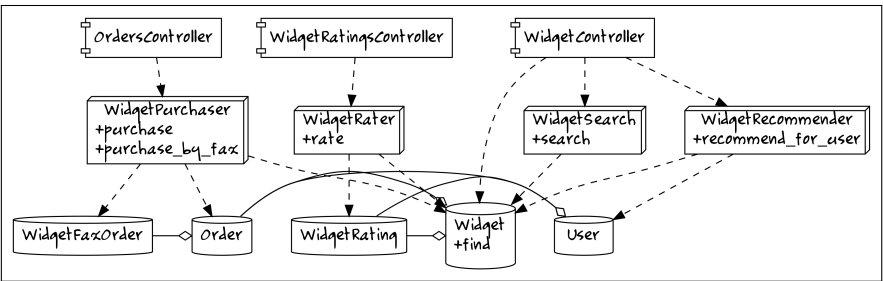 OrdersController
WidgetRatingsController
WidgetController
WidgetPurchaser
+purchase
+purchase_by_fax
WidgetRater
+rate
WidgetSearch
+search
WidgetRecommender
+recommend_for_user
WidgetFaxOrder
Order
WidgetRating
Widget
+find
User